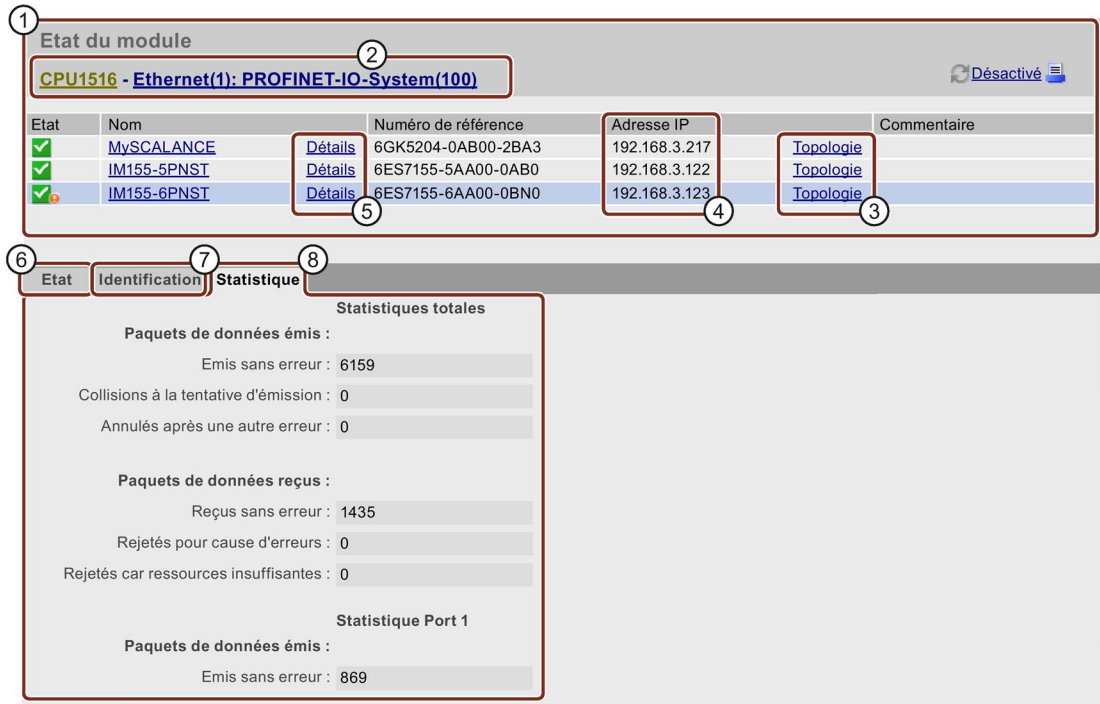 1
Etat du module
2
CPU1516 - Ethernet(1): PROFINET-IO-System(100)
Désactivé
Etat Nom Numéro de référence Adresse IP Commentaire
MySCALANCE Détails 6GK5204-0AB00-2BA3 192.168.3.217 Topologie
IM155-5PNST Détails 6ES7155-5AA00-0AB0 192.168.3.122 Topologie
IM155-6PNST Détails 6ES7155-6AA00-0BN0 192.168.3.123 Topologie
5 4 3
6 7 8
Etat Identification Statistique
Statistiques totales
Paquets de données émis :
Emis sans erreur : 6159
Collisions à la tentative d'émission : 0
Annulés après une autre erreur : 0
Paquets de données reçus :
Reçus sans erreur : 1435
Rejetés pour cause d'erreurs : 0
Rejetés car ressources insuffisantes : 0
Statistique Port 1
Paquets de données émis :
Emis sans erreur : 869